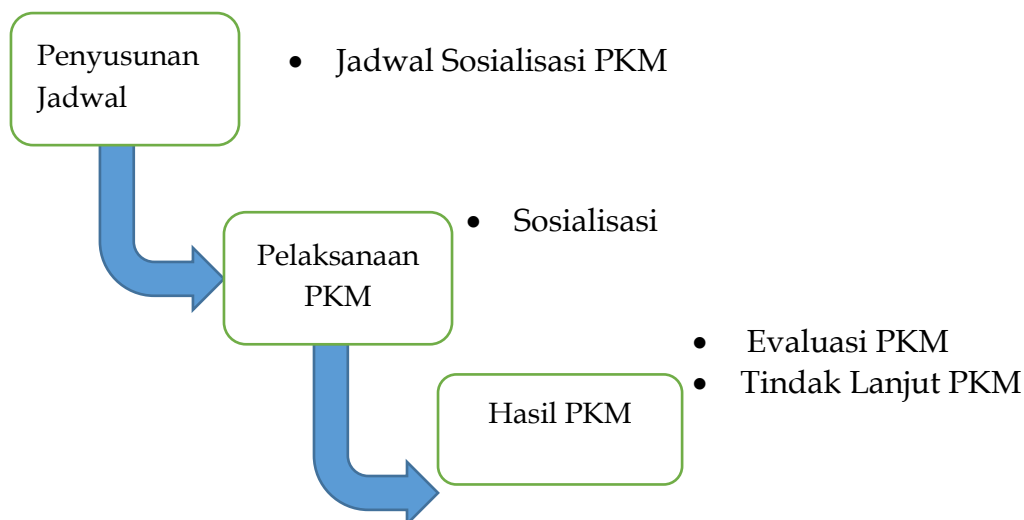 Penyusunan
Jadwal
• Jadwal Sosialisasi PKM
Pelaksanaan
PKM
• Sosialisasi
Hasil PKM
• Evaluasi PKM
• Tindak Lanjut PKM